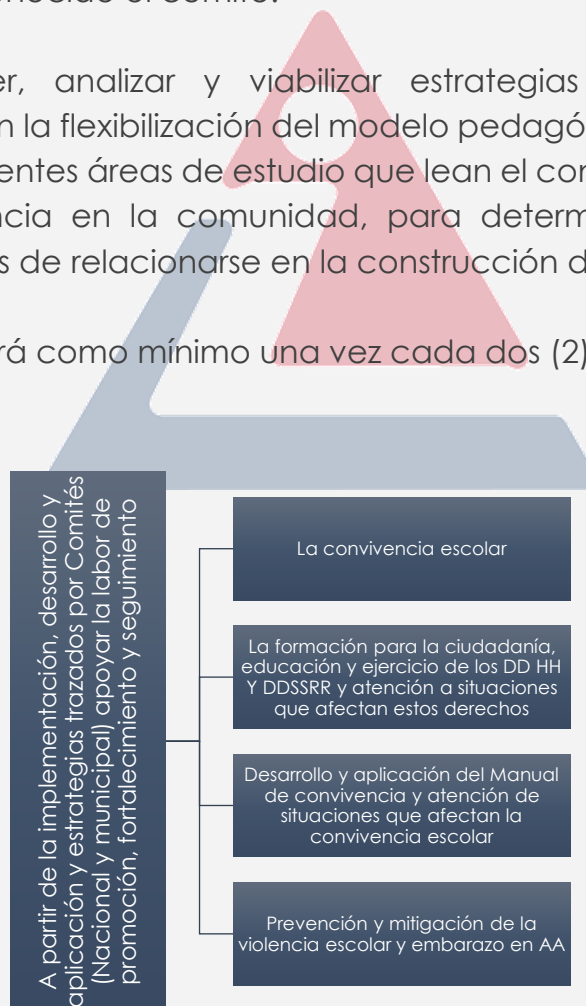 er, analizar y viabilizar estrategias
n la flexibilización del modelo pedagó
entes áreas de estudio que lean el con
ncia en la comunidad, para determ
s de relacionarse en la construcción d
rá como mínimo una vez cada dos (2)
A partir de la implementación, desarrollo y
aplicación y estrategias trazados por Comités
(Nacional y municipal) apoyar la labor de
promoción, fortalecimiento y seguimiento
La convivencia escolar
La formación para la ciudadanía,
educación y ejercicio de los DD HH
Y DDSSRR y atención a situaciones
que afectan estos derechos
Desarrollo y aplicación del Manual
de convivencia y atención de
situaciones que afectan la
convivencia escolar
Prevención y mitigación de la
violencia escolar y embarazo en AA